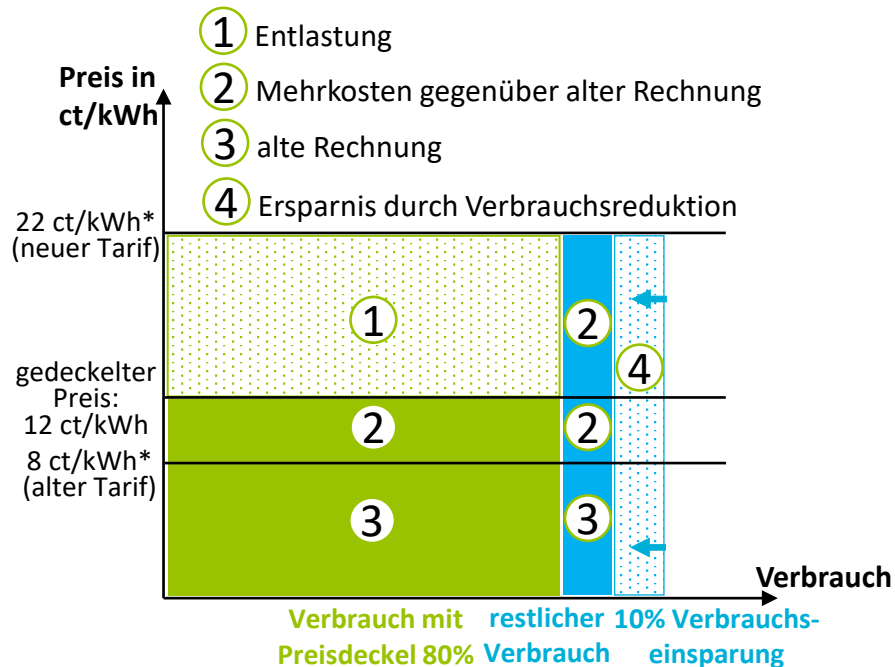 1 Entlastung
Preis in
ct/kWh
2 Mehrkosten gegenüber alter Rechnung
3 alte Rechnung
4 Ersparnis durch Verbrauchsreduktion
22 ct/kWh*
(neuer Tarif)
1
2
4
gedeckelter
Preis:
12 ct/kWh
2
2
8 ct/kWh*
(alter Tarif)
3
3
Verbrauch
Verbrauch mit
Preisdeckel 80%
restlicher
Verbrauch
10% Verbrauchs-
einsparung